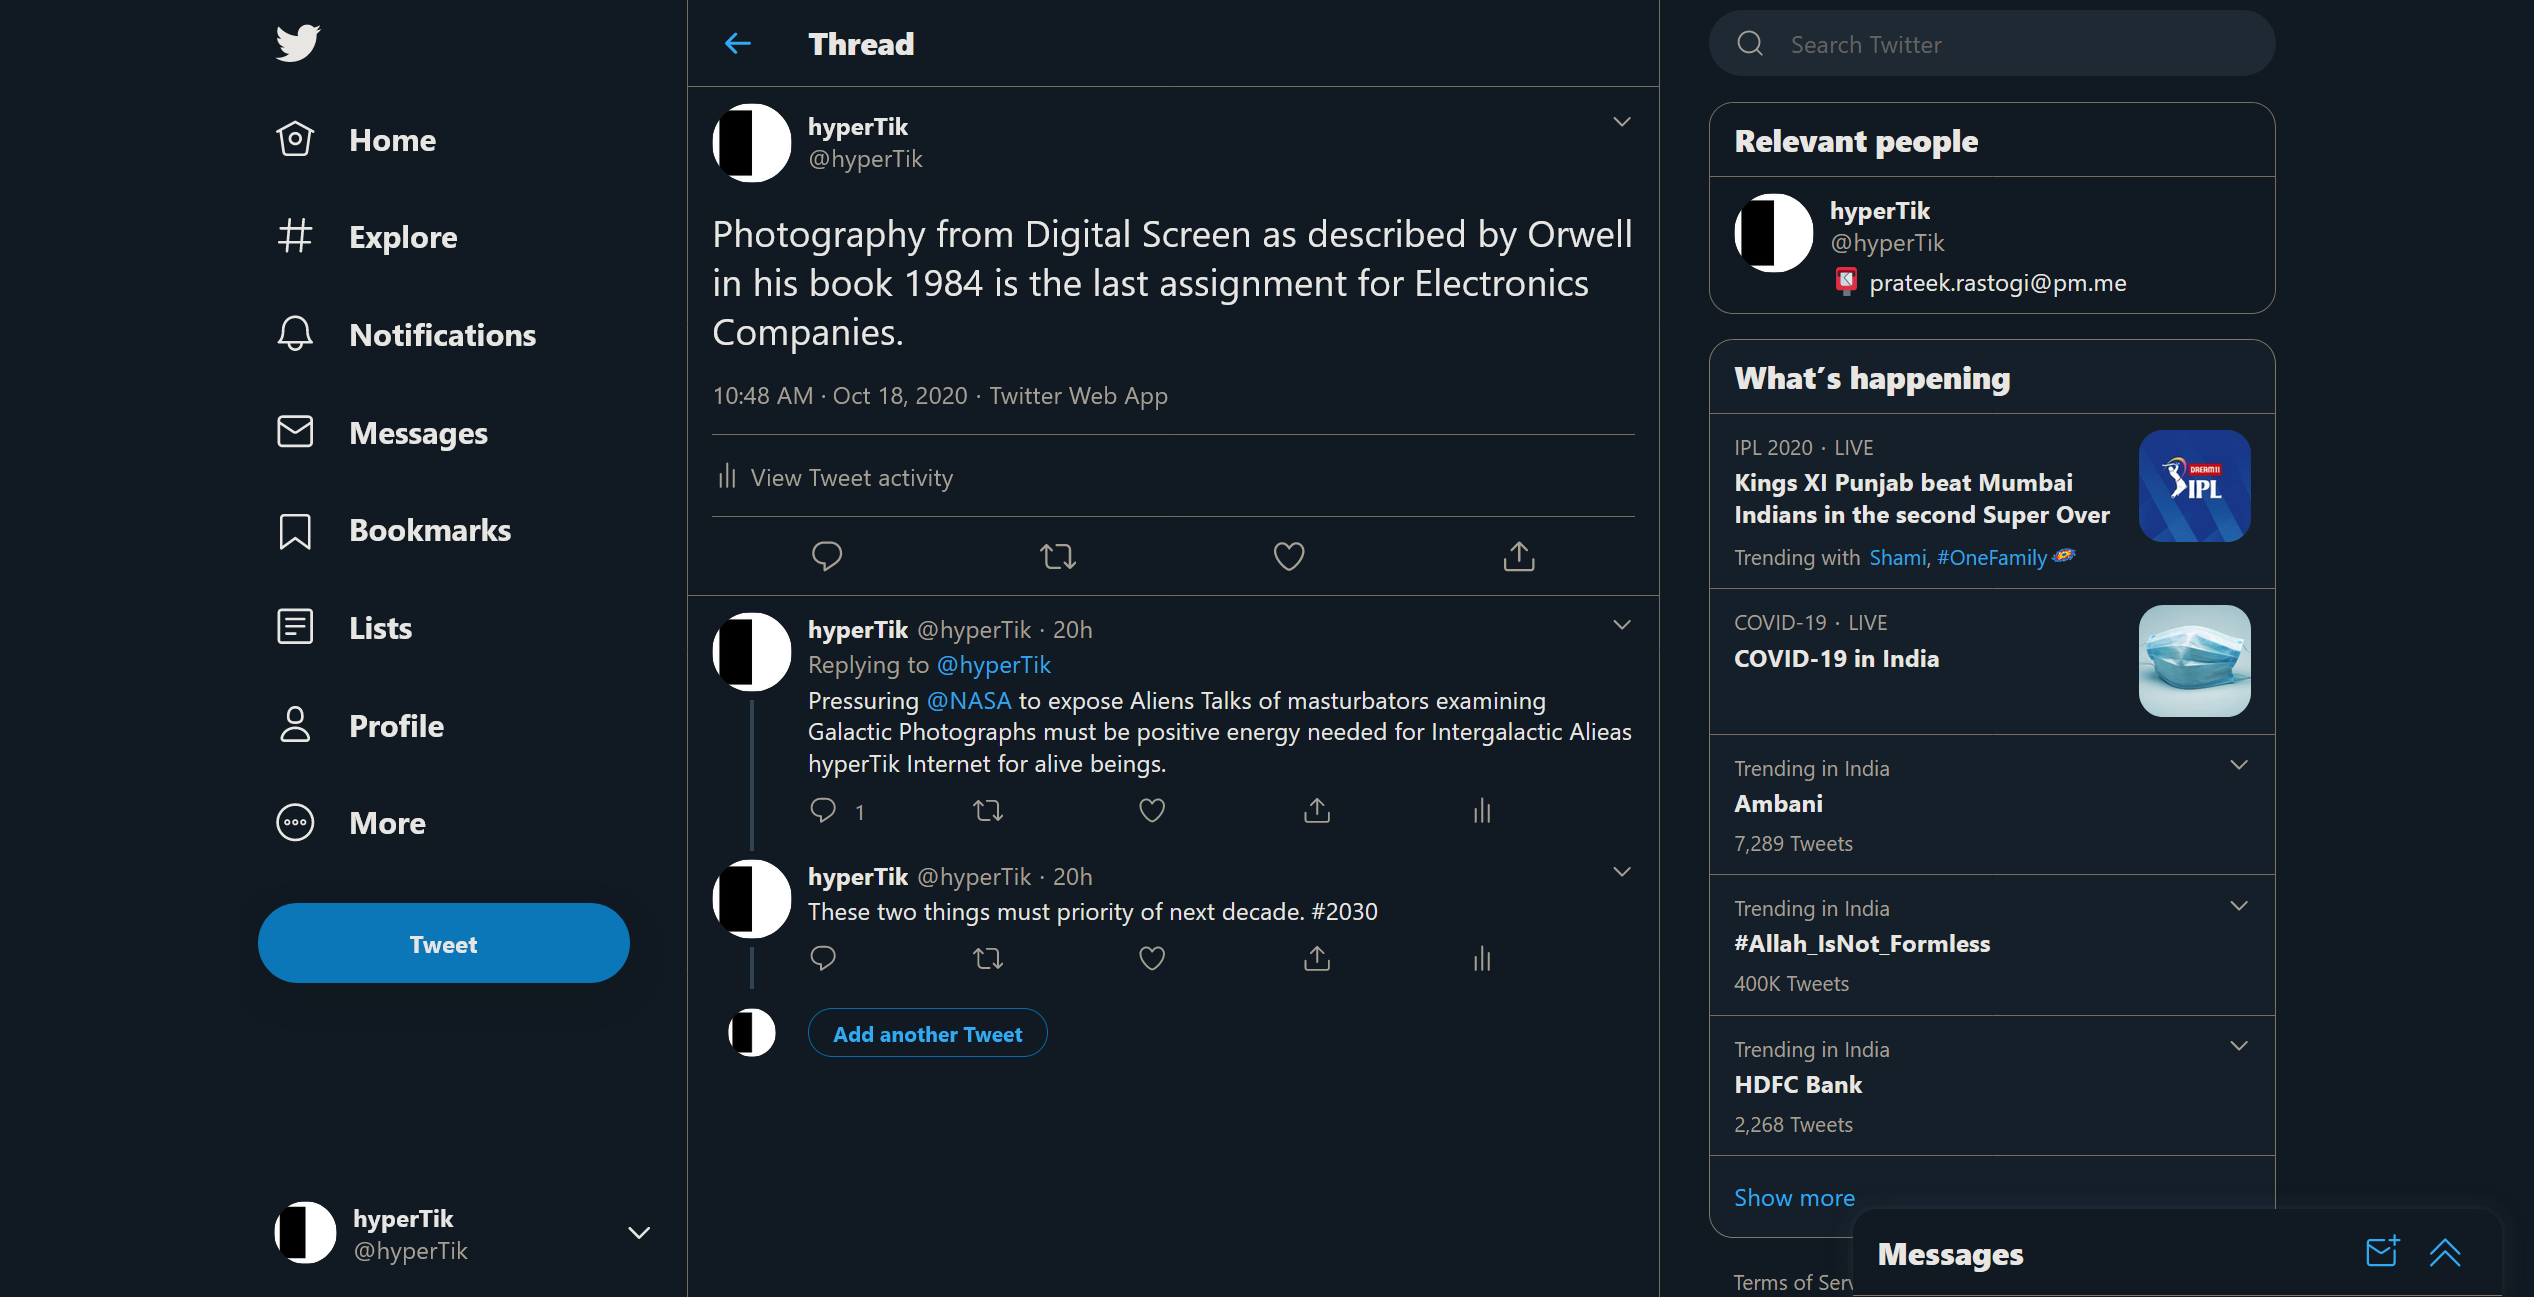 Home
Explore
Notifications
Messages
Bookmarks
Lists
Profile
More
Tweet
hyperTik
@hyperTik
Thread
hyperTik
@hyperTik
Photography from Digital Screen as described by Orwell
in his book 1984 is the last assignment for Electronics
Companies.
10:48 AM · Oct 18, 2020 · Twitter Web App
View Tweet activity
hyperTik @hyperTik · 20h
Replying to @hyperTik
Pressuring @NASA to expose Aliens Talks of masturbators examining
Galactic Photographs must be positive energy needed for Intergalactic Alieas
hyperTik Internet for alive beings.
1
hyperTik @hyperTik · 20h
These two things must priority of next decade. #2030
Add another Tweet
Search Twitter
Relevant people
hyperTik
@hyperTik
prateek.rastogi@pm.me
What's happening
IPL 2020 · LIVE
Kings XI Punjab beat Mumbai
Indians in the second Super Over
Trending with Shami, #OneFamily
DREAM11
IPL
COVID-19 · LIVE
COVID-19 in India
Trending in India
Ambani
7,289 Tweets
Trending in India
#Allah_IsNot_Formless
400K Tweets
Trending in India
HDFC Bank
2,268 Tweets
Show more
Messages
Terms of Serv